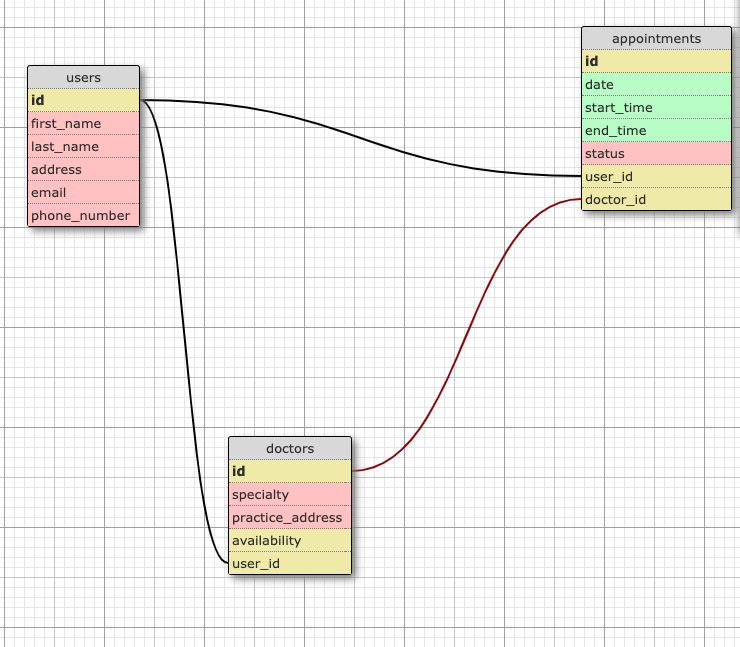 users
id
first_name
last_name
address
email
phone_number
appointments
id
date
start_time
end_time
status
user_id
doctor_id
doctors
id
specialty
practice_address
availability
user_id